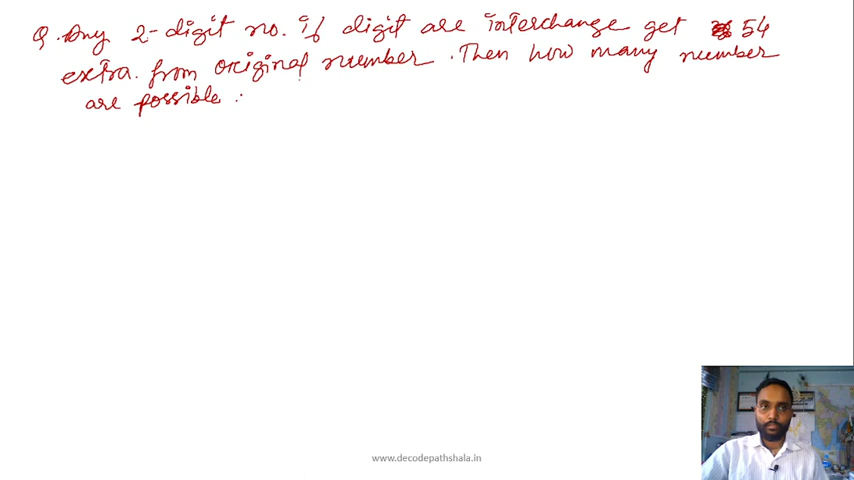 Q. Any 2-digit no. if digit are interchange get 54
extra. from original number. Then how many number
are possible :
www.decodepathshala.in